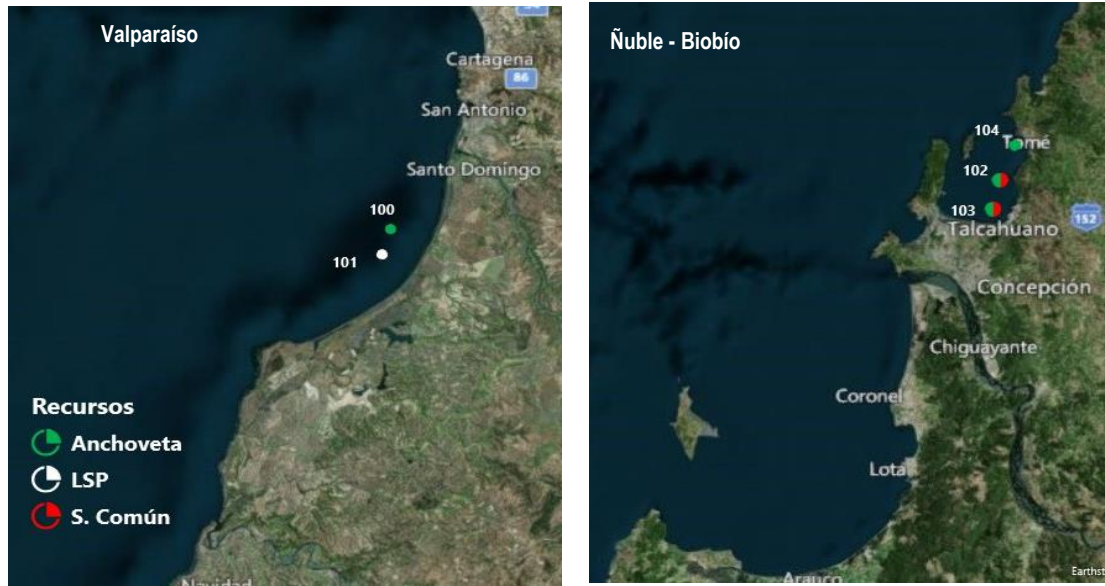 Valparaíso
Cartagena
86
San Antonio
Santo Domingo
100
101
Recursos
Anchoveta
LSP
S. Común
Navidad
Ñuble - Biobío
104
Tomé
102
103
152
Talcahuano
Concepción
Chiguayante
Coronel
Lota
Arauco
Earthst